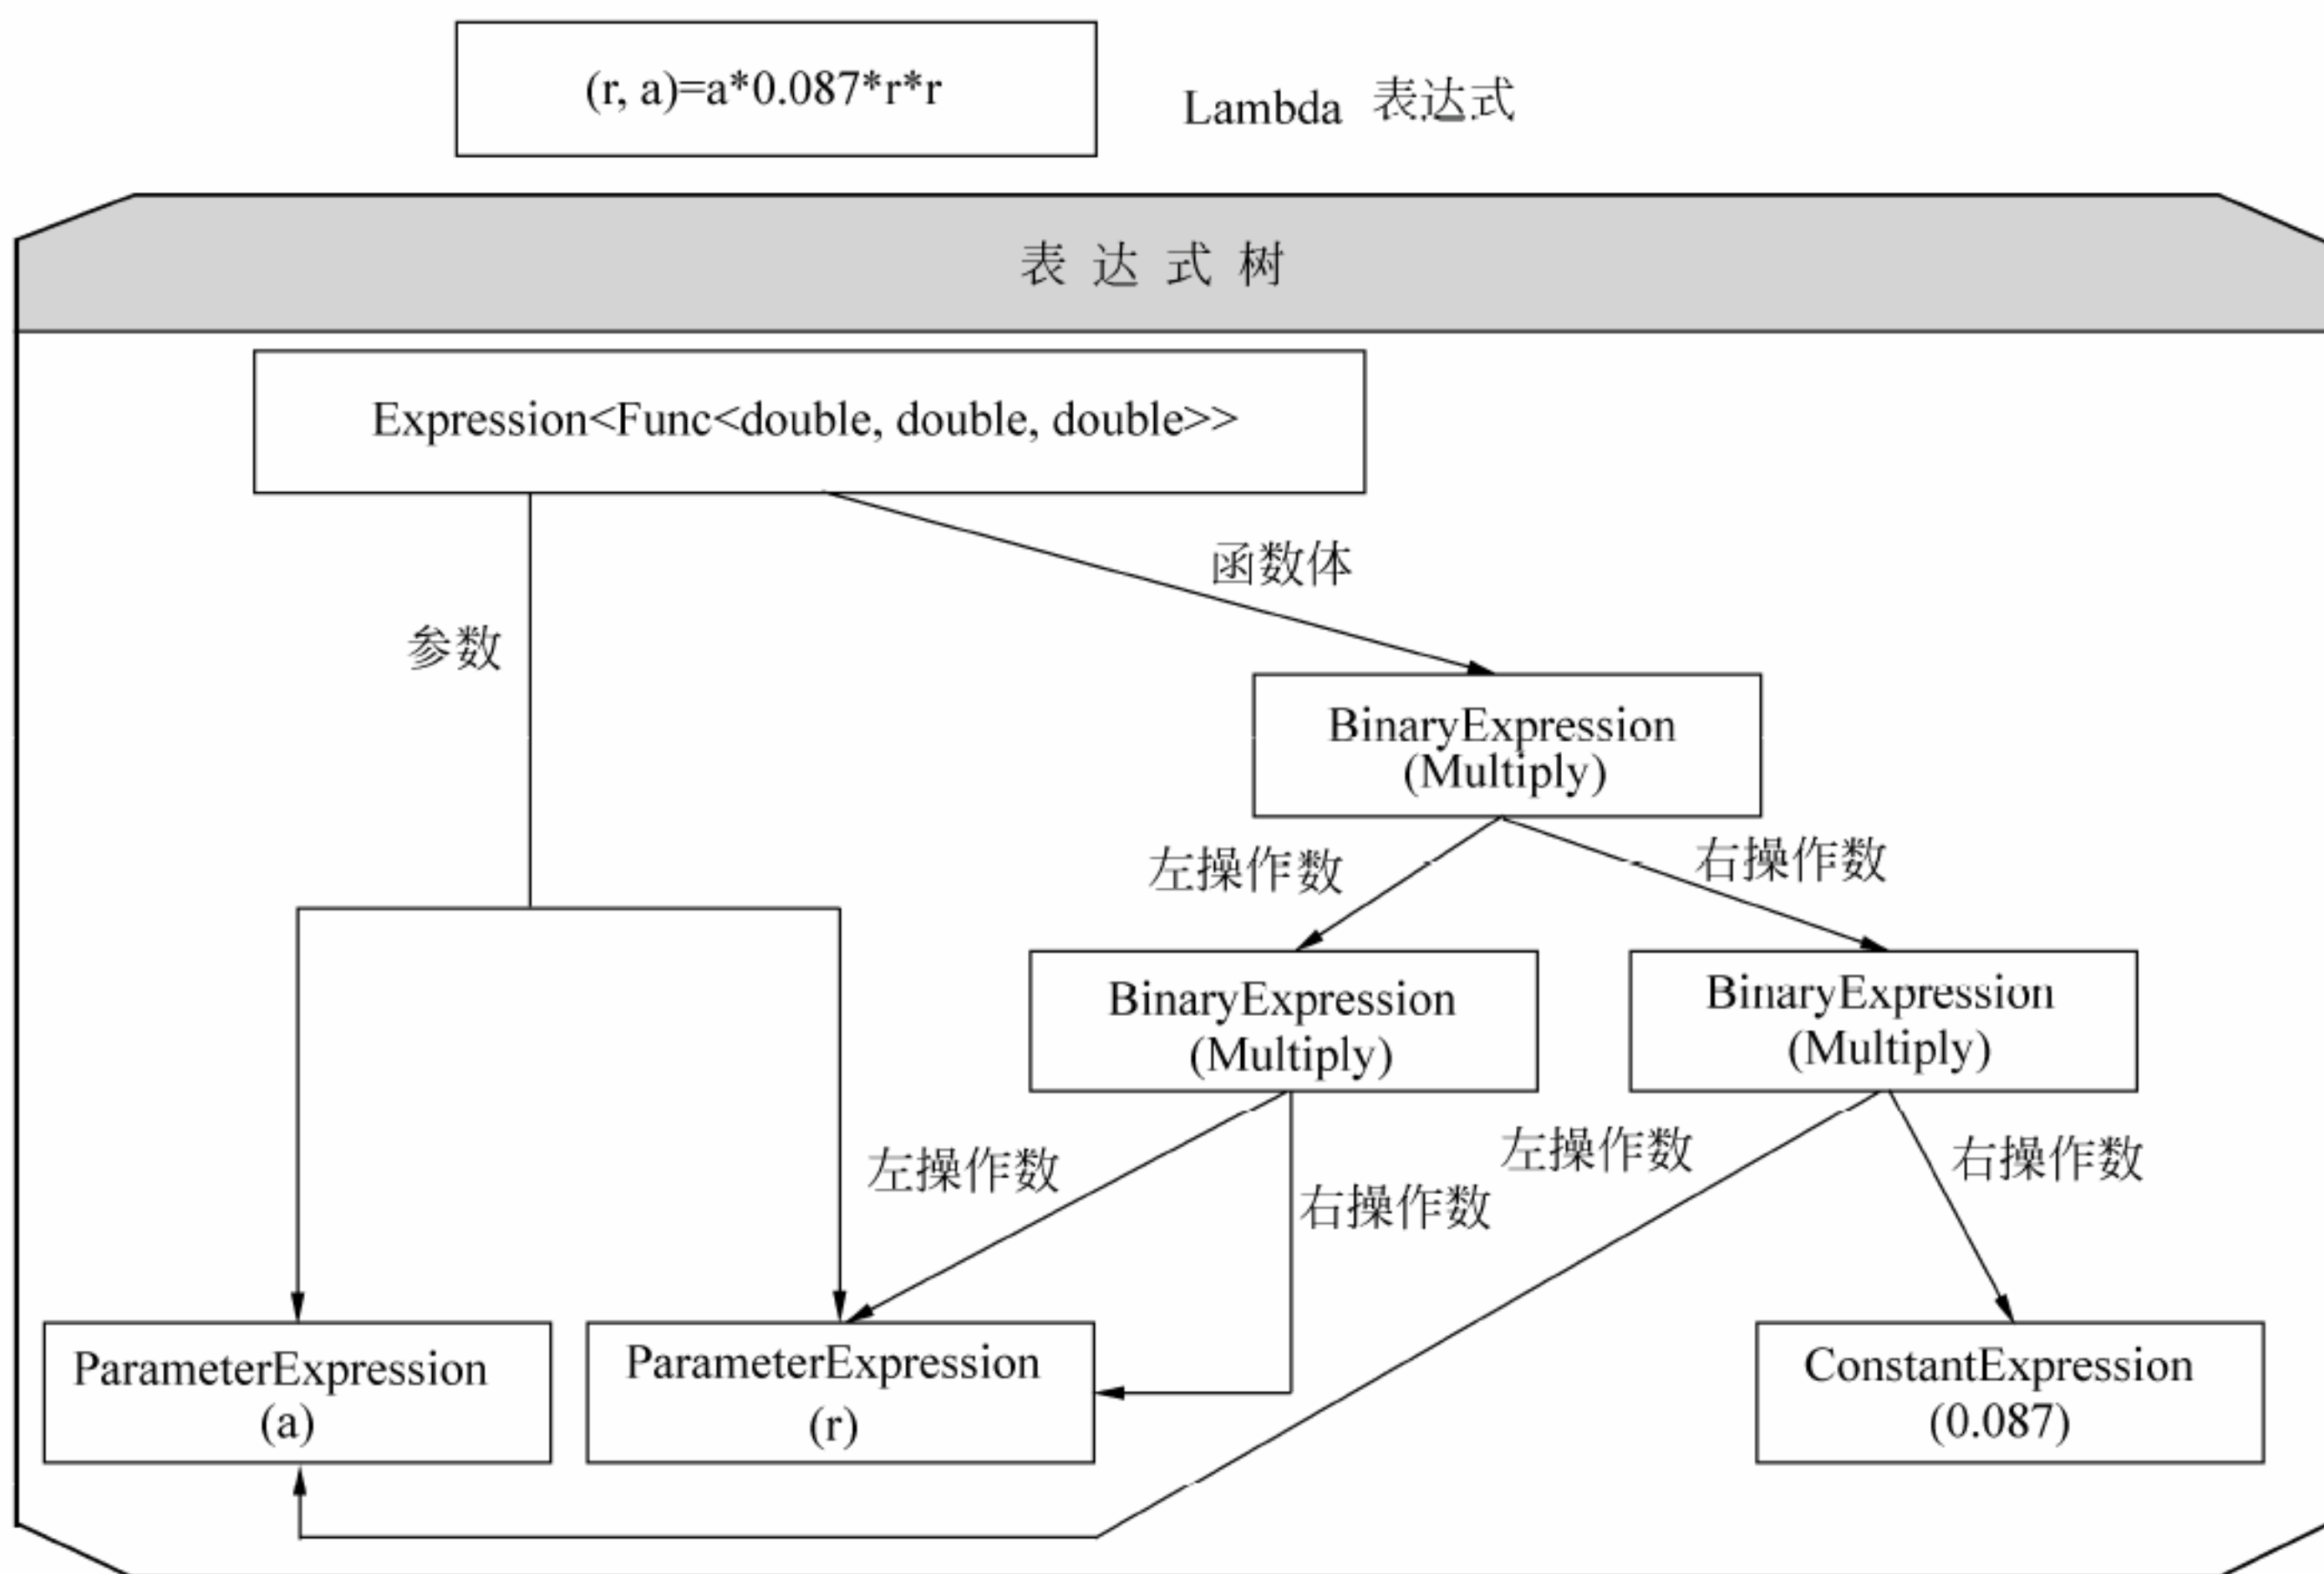 (r, a)=a*0.087*r*r
Lambda 表达式
表达式树
Expression<Func<double, double, double>>
函数体
参数
BinaryExpression
(Multiply)
左操作数
右操作数
BinaryExpression
(Multiply)
BinaryExpression
(Multiply)
左操作数
右操作数
左操作数
右操作数
ParameterExpression
(a)
ParameterExpression
(r)
ConstantExpression
(0.087)